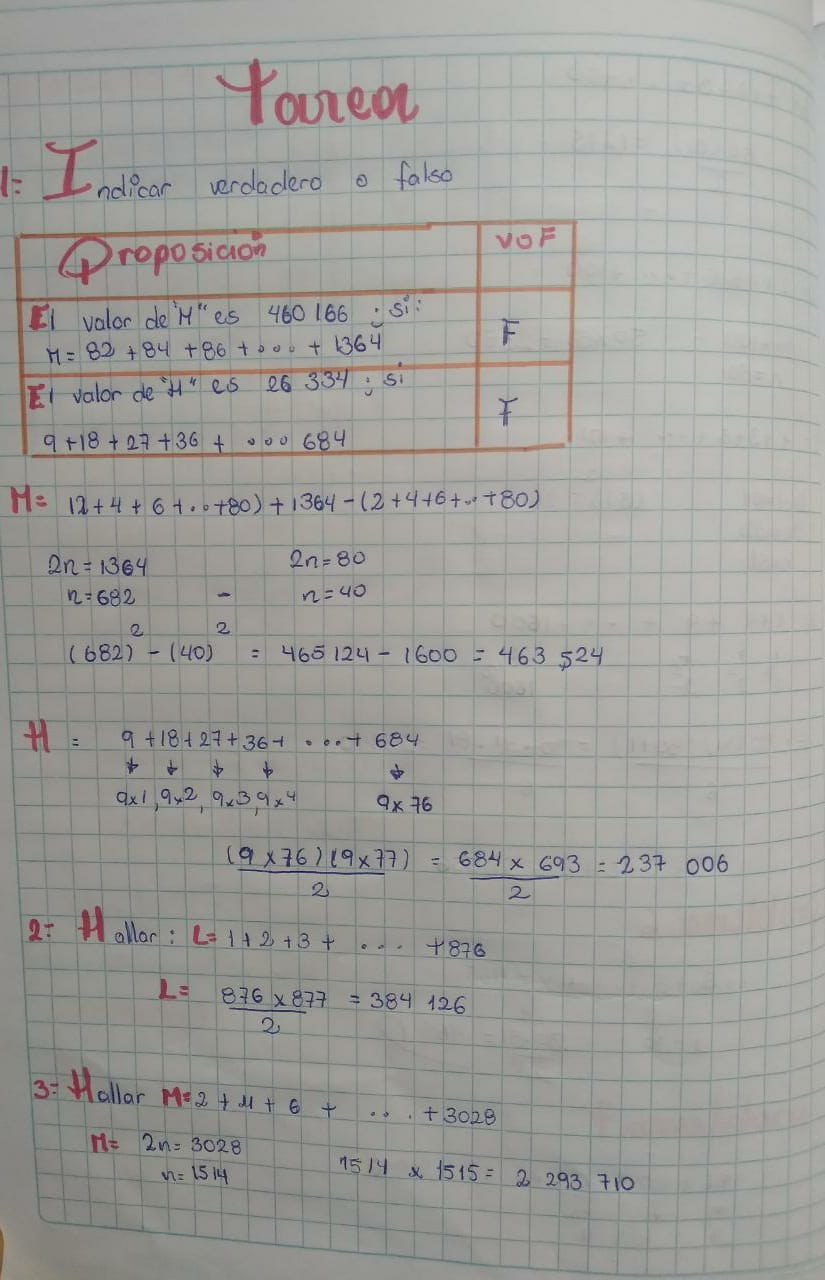 Tarea
1= Indicar verdadero o falso
Proposición
V o F
El valor de "M" es 460 166 ; si:
M = 82 + 84 + 86 + ... + 1364
F
El valor de "H" es 26 334 ; si
9 + 18 + 27 + 36 + ... 684
F
M = (2 + 4 + 6 + ... + 80) + 1364 - (2 + 4 + 6 + ... + 80)
2n = 1364 2n = 80
n = 682 - n = 40
(682)² - (40)² = 465 124 - 1600 = 463 524
H = 9 + 18 + 27 + 36 + ... + 684
↓ ↓ ↓ ↓ ↓
9x1, 9x2, 9x3, 9x4 9x76
(9 x 76) (9 x 77) / 2 = 684 x 693 / 2 = 237 006
2= Hallar : L = 1 + 2 + 3 + ... + 876
L = 876 x 877 / 2 = 384 126
3= Hallar M = 2 + 4 + 6 + ... + 3028
M = 2n = 3028
n = 1514 1514 x 1515 = 2 293 710